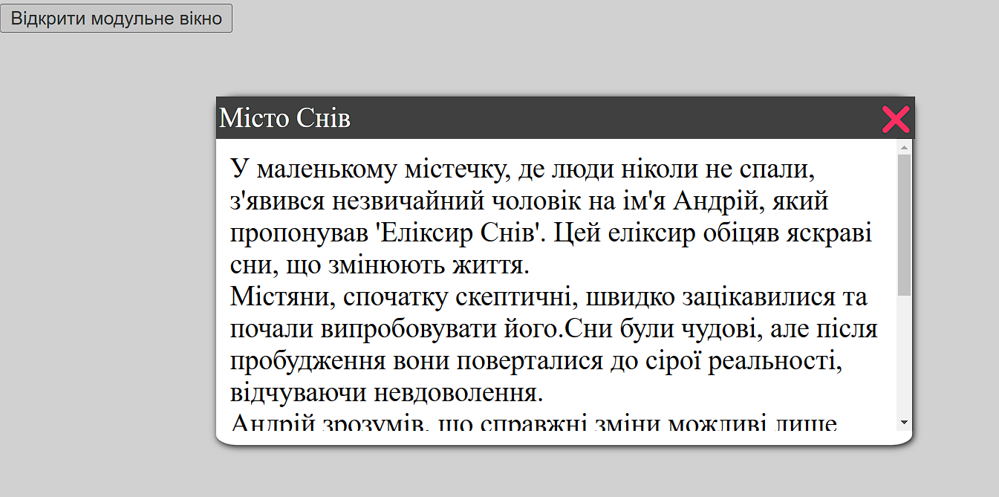 Відкрити модульне вікно
Місто Снів
У маленькому містечку, де люди ніколи не спали,
з'явився незвичайний чоловік на ім'я Андрій, який
пропонував 'Еліксир Снів'. Цей еліксир обіцяв яскраві
сни, що змінюють життя.
Містяни, спочатку скептичні, швидко зацікавилися та
почали випробовувати його.Сни були чудові, але після
пробудження вони поверталися до сірої реальності,
відчуваючи невдоволення.
Андрій зрозумів, що справжні зміни можливі лише